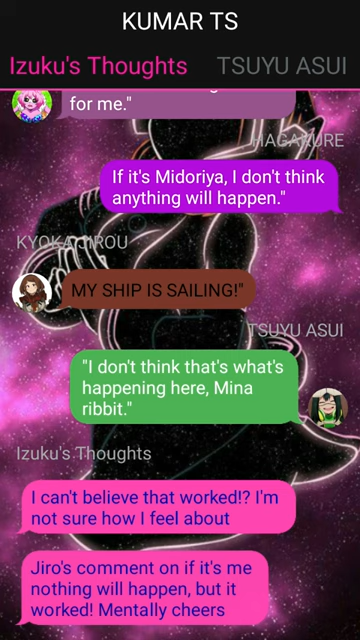 KUMAR TS
Izuku's Thoughts
TSUYU ASUI
for me."
HAGAKURE
If it's Midoriya, I don't think
anything will happen."
KYOKA JIROU
MY SHIP IS SAILING!"
TSUYU ASUI
"I don't think that's what's
happening here, Mina
ribbit."
Izuku's Thoughts
I can't believe that worked!? I'm
not sure how I feel about
Jiro's comment on if it's me
nothing will happen, but it
worked! Mentally cheers